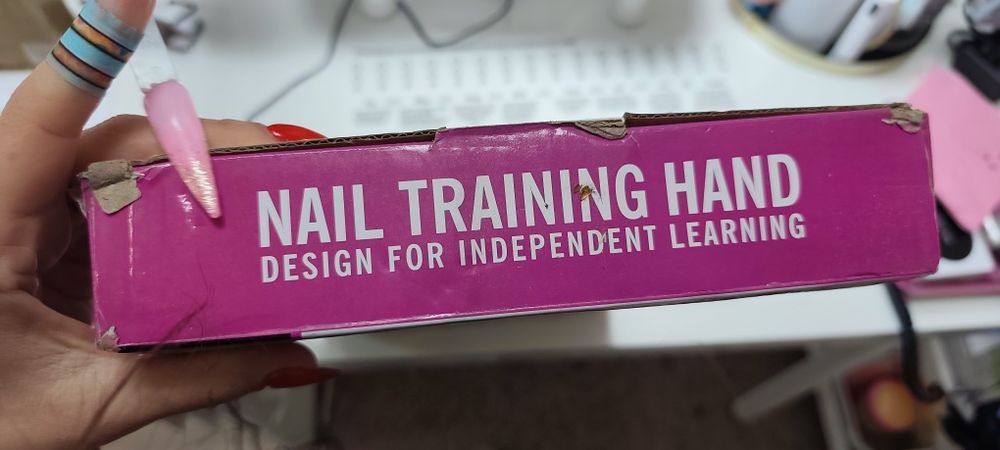 NAIL TRAINING HAND
DESIGN FOR INDEPENDENT LEARNING